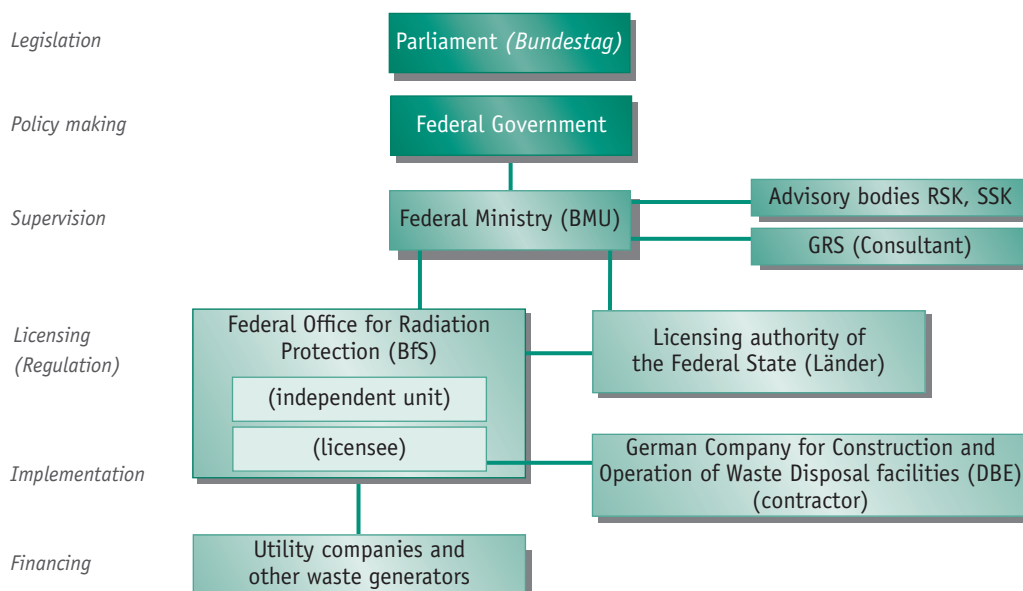 Legislation
Parliament (Bundestag)
Policy making
Federal Government
Supervision
Federal Ministry (BMU)
Advisory bodies RSK, SSK
GRS (Consultant)
Licensing
(Regulation)
Federal Office for Radiation
Protection (BfS)
(independent unit)
(licensee)
Licensing authority of
the Federal State (Länder)
Implementation
German Company for Construction and
Operation of Waste Disposal facilities (DBE)
(contractor)
Financing
Utility companies and
other waste generators